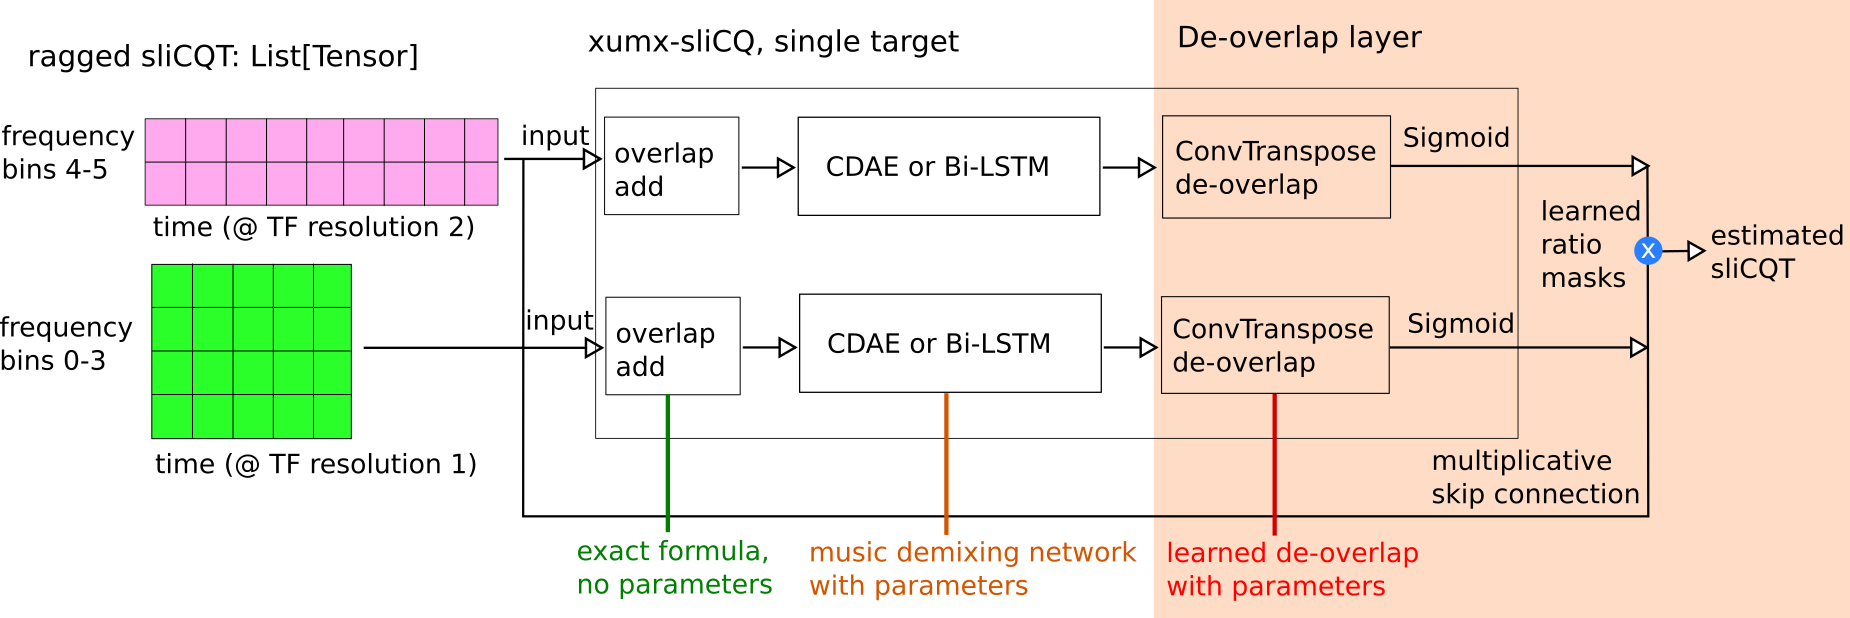 ragged sliCQT: List[Tensor]
xumx-sliCQ, single target
De-overlap layer
frequency
bins 4-5
time (@ TF resolution 2)
input
overlap
add
CDAE or Bi-LSTM
ConvTranspose
de-overlap
Sigmoid
learned
ratio
masks
x
estimated
sliCQT
frequency
bins 0-3
time (@ TF resolution 1)
input
overlap
add
CDAE or Bi-LSTM
ConvTranspose
de-overlap
Sigmoid
multiplicative
skip connection
exact formula,
no parameters
music demixing network
with parameters
learned de-overlap
with parameters